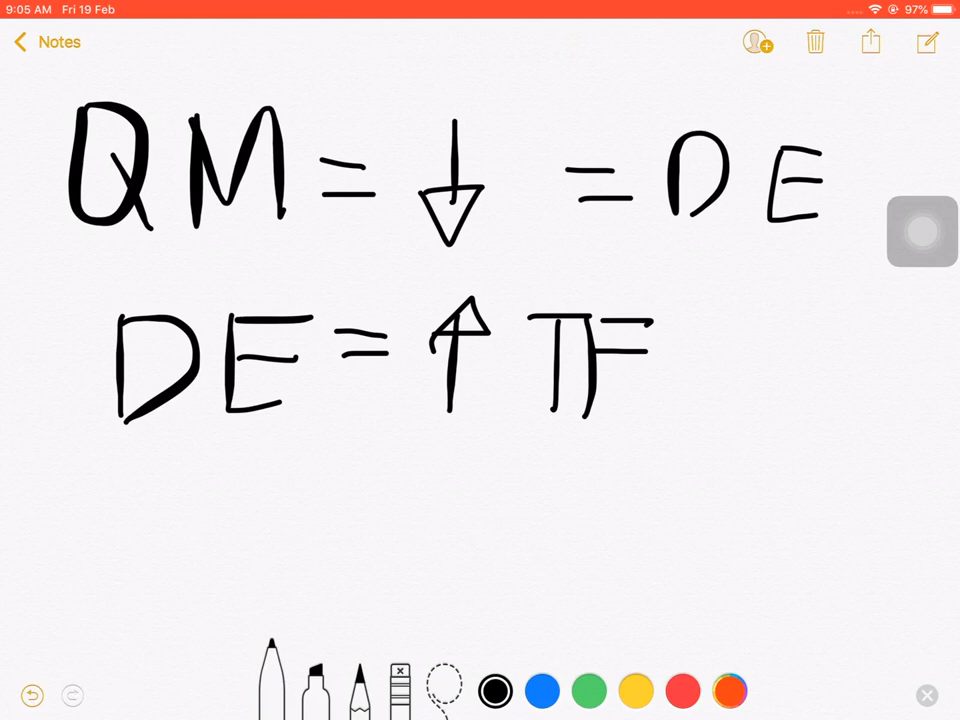 9:05 AM Fri 19 Feb 97%
Notes
QM = ↓ = DE
DE = ↑ TF